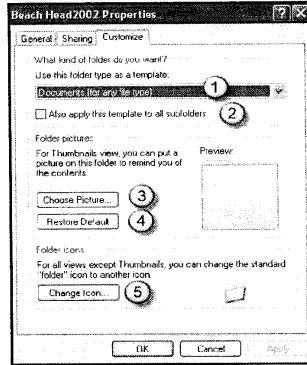 Beach Head2002 Properties
General Sharing Customize
What kind of folder do you want?
Use this folder type as a template:
Documents (for any file type)
1
Also apply this template to all subfolders
2
Folder pictures
For Thumbnails view, you can put a
picture on this folder to remind you of
the contents.
Preview:
Choose Picture...
3
Restore Default
4
Folder icons
For all views except Thumbnails, you can change the standard
"folder" icon to another icon.
Change Icon...
5
OK Cancel Apply